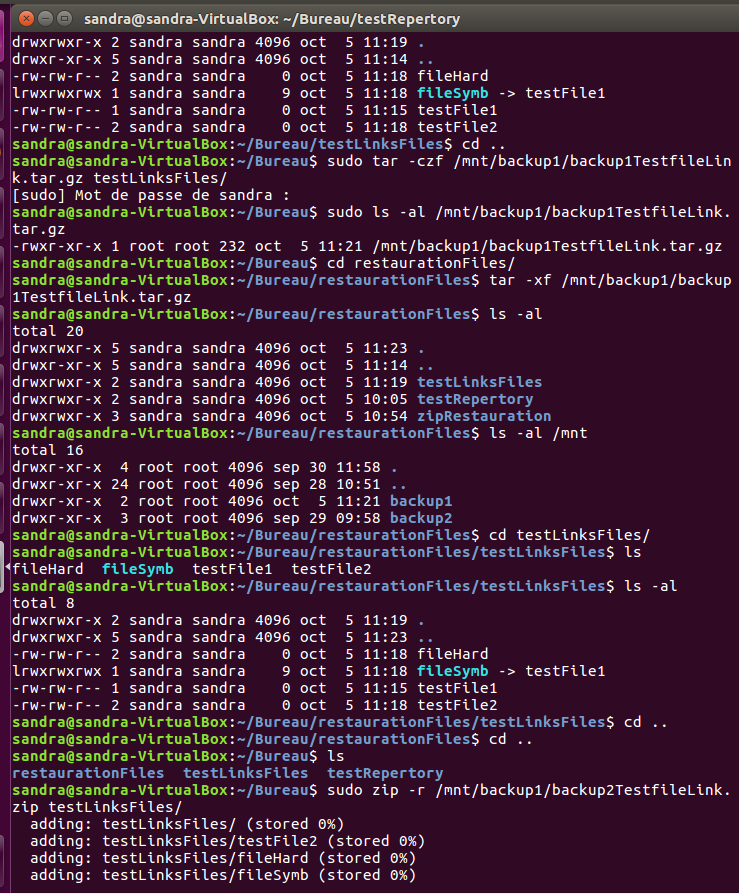 sandra@sandra-VirtualBox: ~/Bureau/testRepertory
drwxrwxr-x 2 sandra sandra 4096 oct  5 11:19 .
drwxrwxr-x 5 sandra sandra 4096 oct  5 11:14 ..
-rw-rw-r-- 2 sandra sandra    0 oct  5 11:18 fileHard
lrwxrwxrwx 1 sandra sandra    9 oct  5 11:18 fileSymb -> testFile1
-rw-rw-r-- 1 sandra sandra    0 oct  5 11:15 testFile1
-rw-rw-r-- 2 sandra sandra    0 oct  5 11:18 testFile2
sandra@sandra-VirtualBox:~/Bureau/testLinksFiles$ cd ..
sandra@sandra-VirtualBox:~/Bureau$ sudo tar -czf /mnt/backup1/backup1TestfileLin
k.tar.gz testLinksFiles/
[sudo] Mot de passe de sandra :
sandra@sandra-VirtualBox:~/Bureau$ sudo ls -al /mnt/backup1/backup1TestfileLink.
tar.gz
-rwxr-xr-x 1 root root 232 oct  5 11:21 /mnt/backup1/backup1TestfileLink.tar.gz
sandra@sandra-VirtualBox:~/Bureau$ cd restaurationFiles/
sandra@sandra-VirtualBox:~/Bureau/restaurationFiles$ tar -xf /mnt/backup1/backup
1TestfileLink.tar.gz
sandra@sandra-VirtualBox:~/Bureau/restaurationFiles$ ls -al
total 20
drwxrwxr-x 5 sandra sandra 4096 oct  5 11:23 .
drwxrwxr-x 5 sandra sandra 4096 oct  5 11:14 ..
drwxrwxr-x 2 sandra sandra 4096 oct  5 11:19 testLinksFiles
drwxrwxr-x 2 sandra sandra 4096 oct  5 10:05 testRepertory
drwxrwxr-x 3 sandra sandra 4096 oct  5 10:54 zipRestauration
sandra@sandra-VirtualBox:~/Bureau/restaurationFiles$ ls -al /mnt
total 16
drwxr-xr-x  4 root root 4096 sep 30 11:58 .
drwxr-xr-x 24 root root 4096 sep 28 10:51 ..
drwxr-xr-x  2 root root 4096 oct  5 11:21 backup1
drwxr-xr-x  3 root root 4096 sep 29 09:58 backup2
sandra@sandra-VirtualBox:~/Bureau/restaurationFiles$ cd testLinksFiles/
sandra@sandra-VirtualBox:~/Bureau/restaurationFiles/testLinksFiles$ ls
fileHard  fileSymb  testFile1  testFile2
sandra@sandra-VirtualBox:~/Bureau/restaurationFiles/testLinksFiles$ ls -al
total 8
drwxrwxr-x 2 sandra sandra 4096 oct  5 11:19 .
drwxrwxr-x 5 sandra sandra 4096 oct  5 11:23 ..
-rw-rw-r-- 2 sandra sandra    0 oct  5 11:18 fileHard
lrwxrwxrwx 1 sandra sandra    9 oct  5 11:18 fileSymb -> testFile1
-rw-rw-r-- 1 sandra sandra    0 oct  5 11:15 testFile1
-rw-rw-r-- 2 sandra sandra    0 oct  5 11:18 testFile2
sandra@sandra-VirtualBox:~/Bureau/restaurationFiles/testLinksFiles$ cd ..
sandra@sandra-VirtualBox:~/Bureau/restaurationFiles$ cd ..
sandra@sandra-VirtualBox:~/Bureau$ ls
restaurationFiles  testLinksFiles  testRepertory
sandra@sandra-VirtualBox:~/Bureau$ sudo zip -r /mnt/backup1/backup2TestfileLink.
zip testLinksFiles/
  adding: testLinksFiles/ (stored 0%)
  adding: testLinksFiles/testFile2 (stored 0%)
  adding: testLinksFiles/fileHard (stored 0%)
  adding: testLinksFiles/fileSymb (stored 0%)